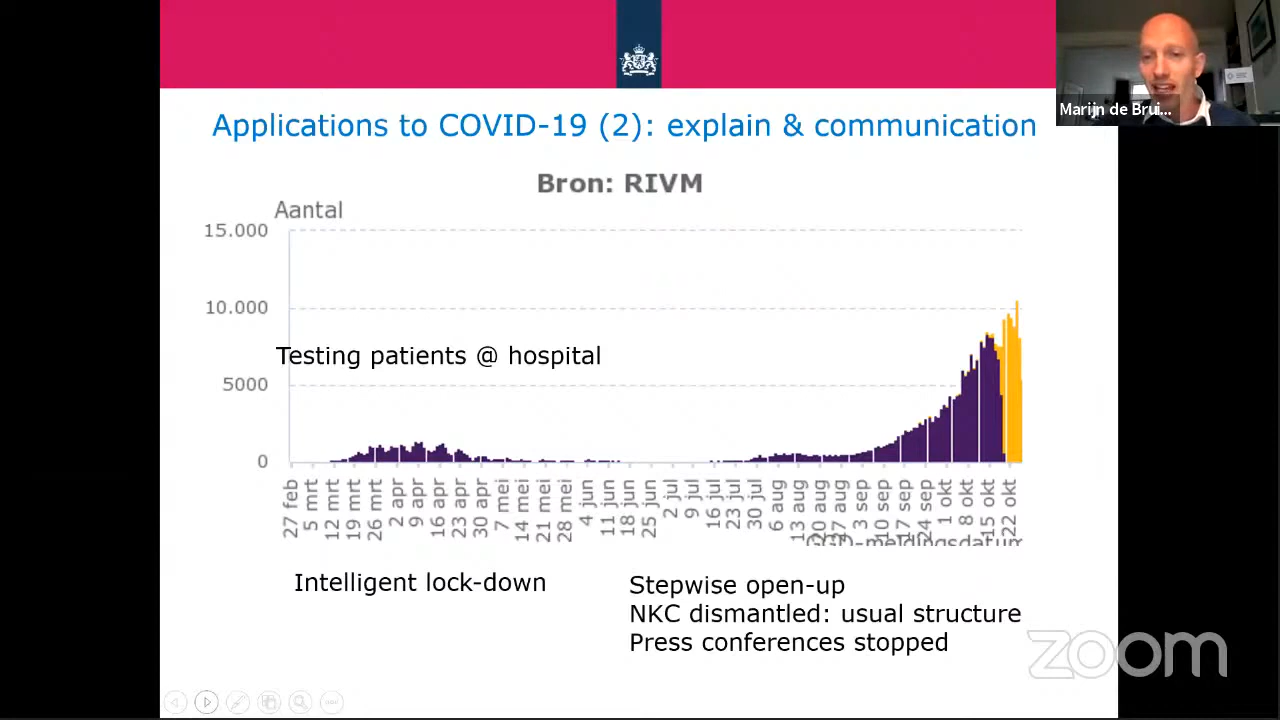 Applications to COVID-19 (2): explain & communication
Marijn de Brui...
Bron: RIVM
Aantal
15.000
10.000
Testing patients @ hospital
5000
0
27 feb
5 mrt
12 mrt
19 mrt
26 mrt
2 apr
9 apr
16 apr
23 apr
30 apr
7 mei
14 mei
21 mei
28 mei
4 jun
11 jun
18 jun
25 jun
2 jul
9 jul
16 jul
23 jul
30 jul
6 aug
13 aug
20 aug
27 aug
3 sep
10 sep
17 sep
24 sep
1 okt
8 okt
15 okt
22 okt
GGD-meldingsdatum
Intelligent lock-down
Stepwise open-up
NKC dismantled: usual structure
Press conferences stopped
zoom